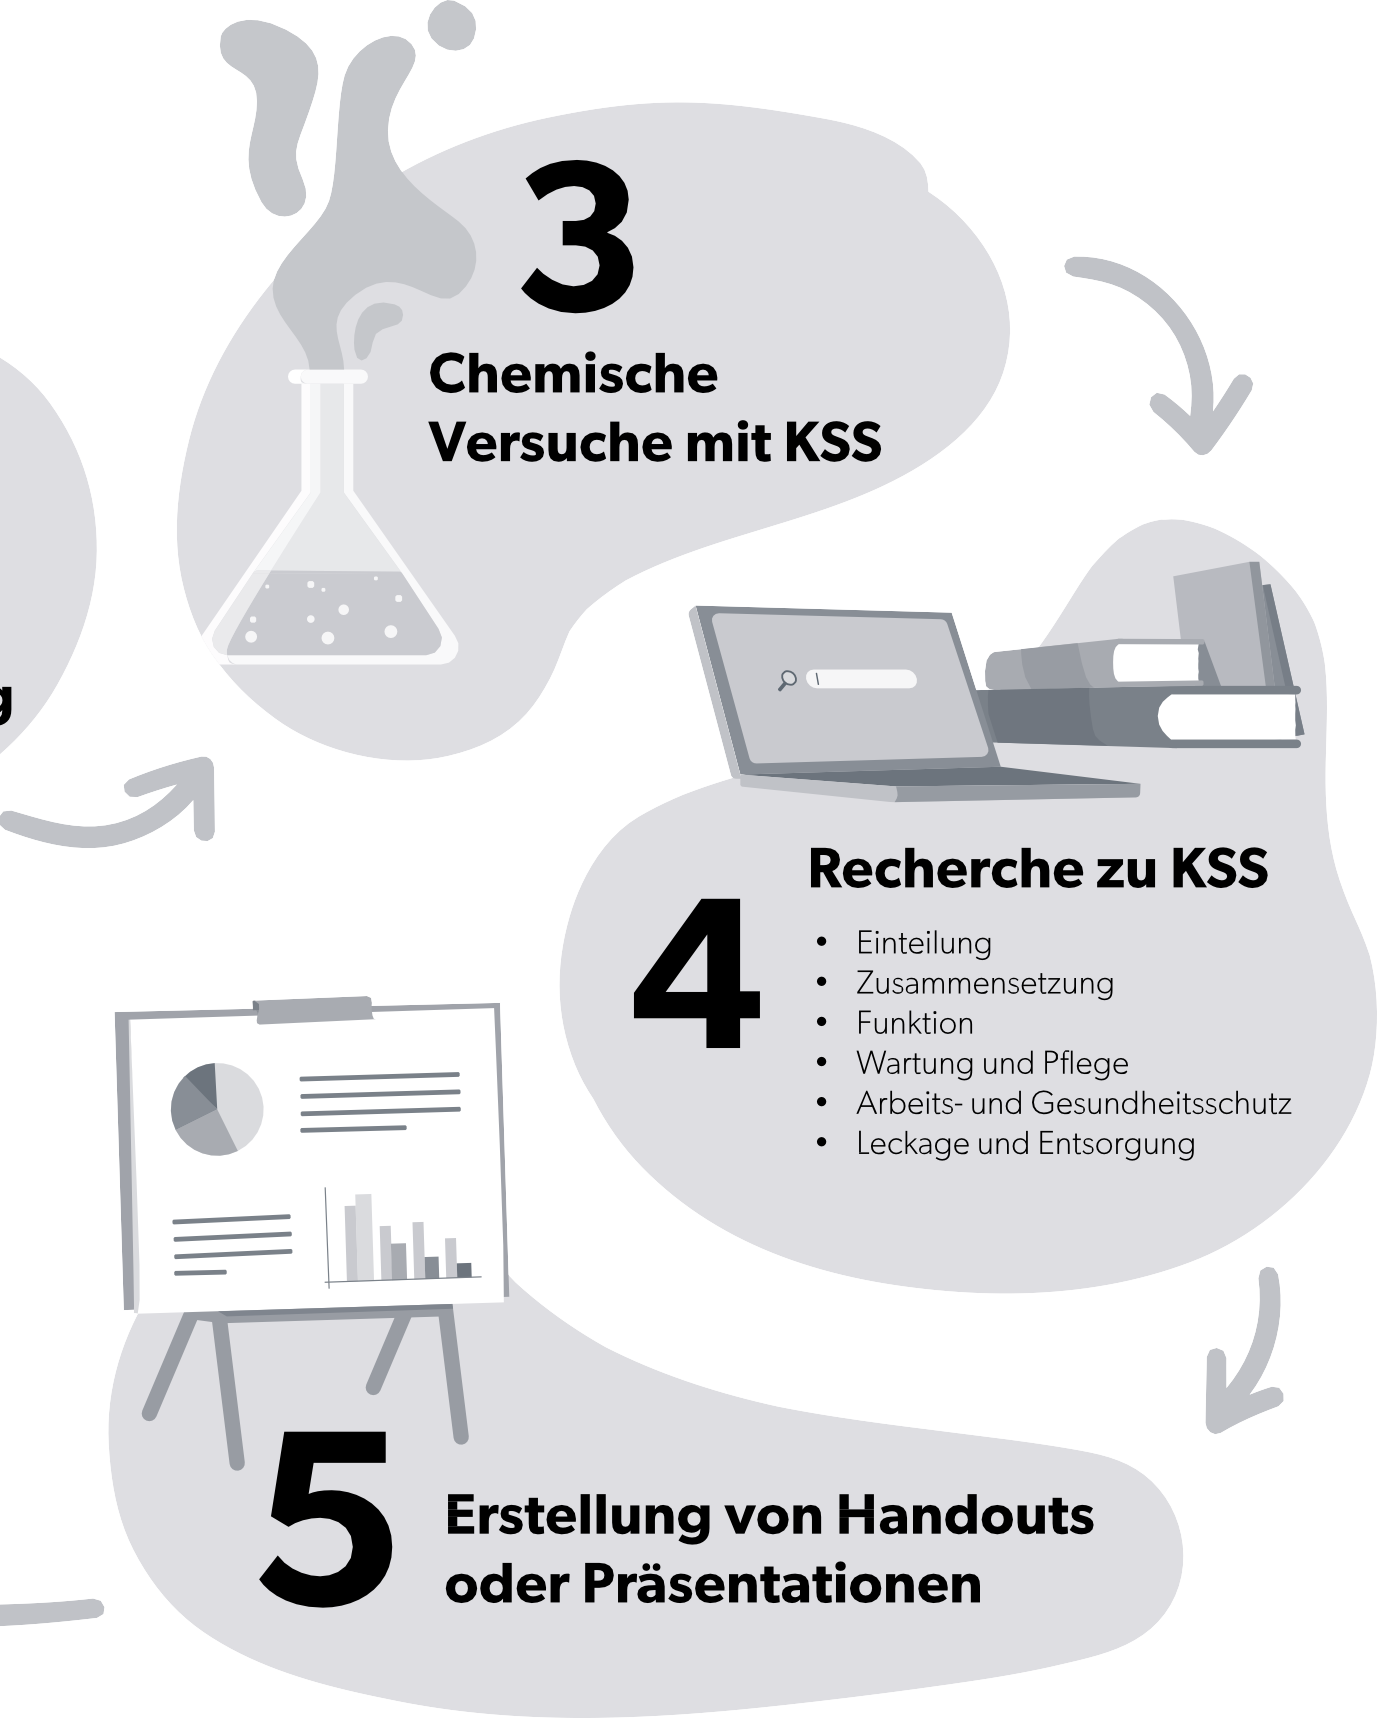 3
Chemische
Versuche mit KSS
g
Recherche zu KSS
4
• Einteilung
• Zusammensetzung
• Funktion
• Wartung und Pflege
• Arbeits- und Gesundheitsschutz
• Leckage und Entsorgung
5
Erstellung von Handouts
oder Präsentationen